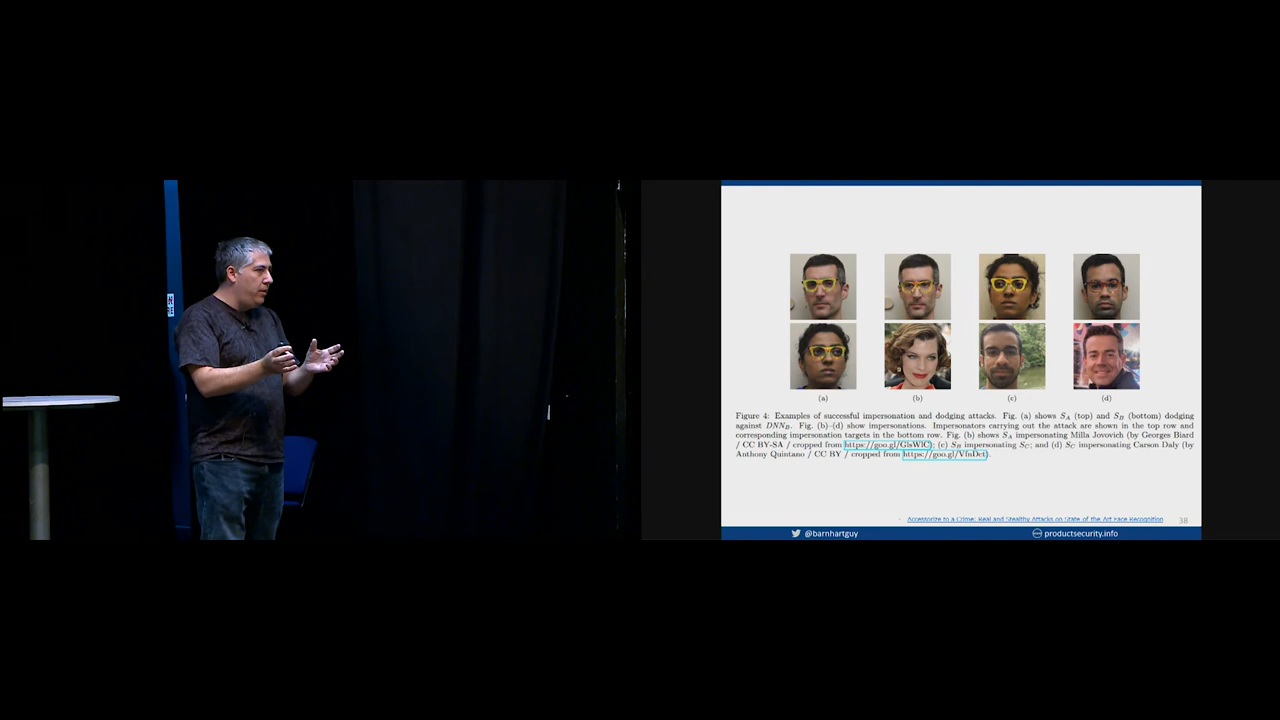 (a)
(b)
(c)
(d)
Figure 4: Examples of successful impersonation and dodging attacks. Fig. (a) shows S_A (top) and S_B (bottom) dodging
against DNN_B. Fig. (b)–(d) show impersonations. Impersonators carrying out the attack are shown in the top row and
corresponding impersonation targets in the bottom row. Fig. (b) shows S_A impersonating Milla Jovovich (by Georges Biard
/ CC BY-SA / cropped from https://goo.gl/GlsWlC); (c) S_B impersonating S_C; and (d) S_C impersonating Carson Daly (by
Anthony Quintano / CC BY / cropped from https://goo.gl/VfnDct).
Accessorize to a Crime: Real and Stealthy Attacks on State of the Art Face Recognition
38
@barnhartguy
productsecurity.info